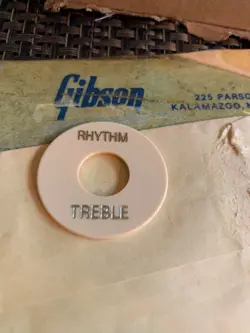 Gibson
225 PARSO
KALAMAZOO, M
RHYTHM
TREBLE